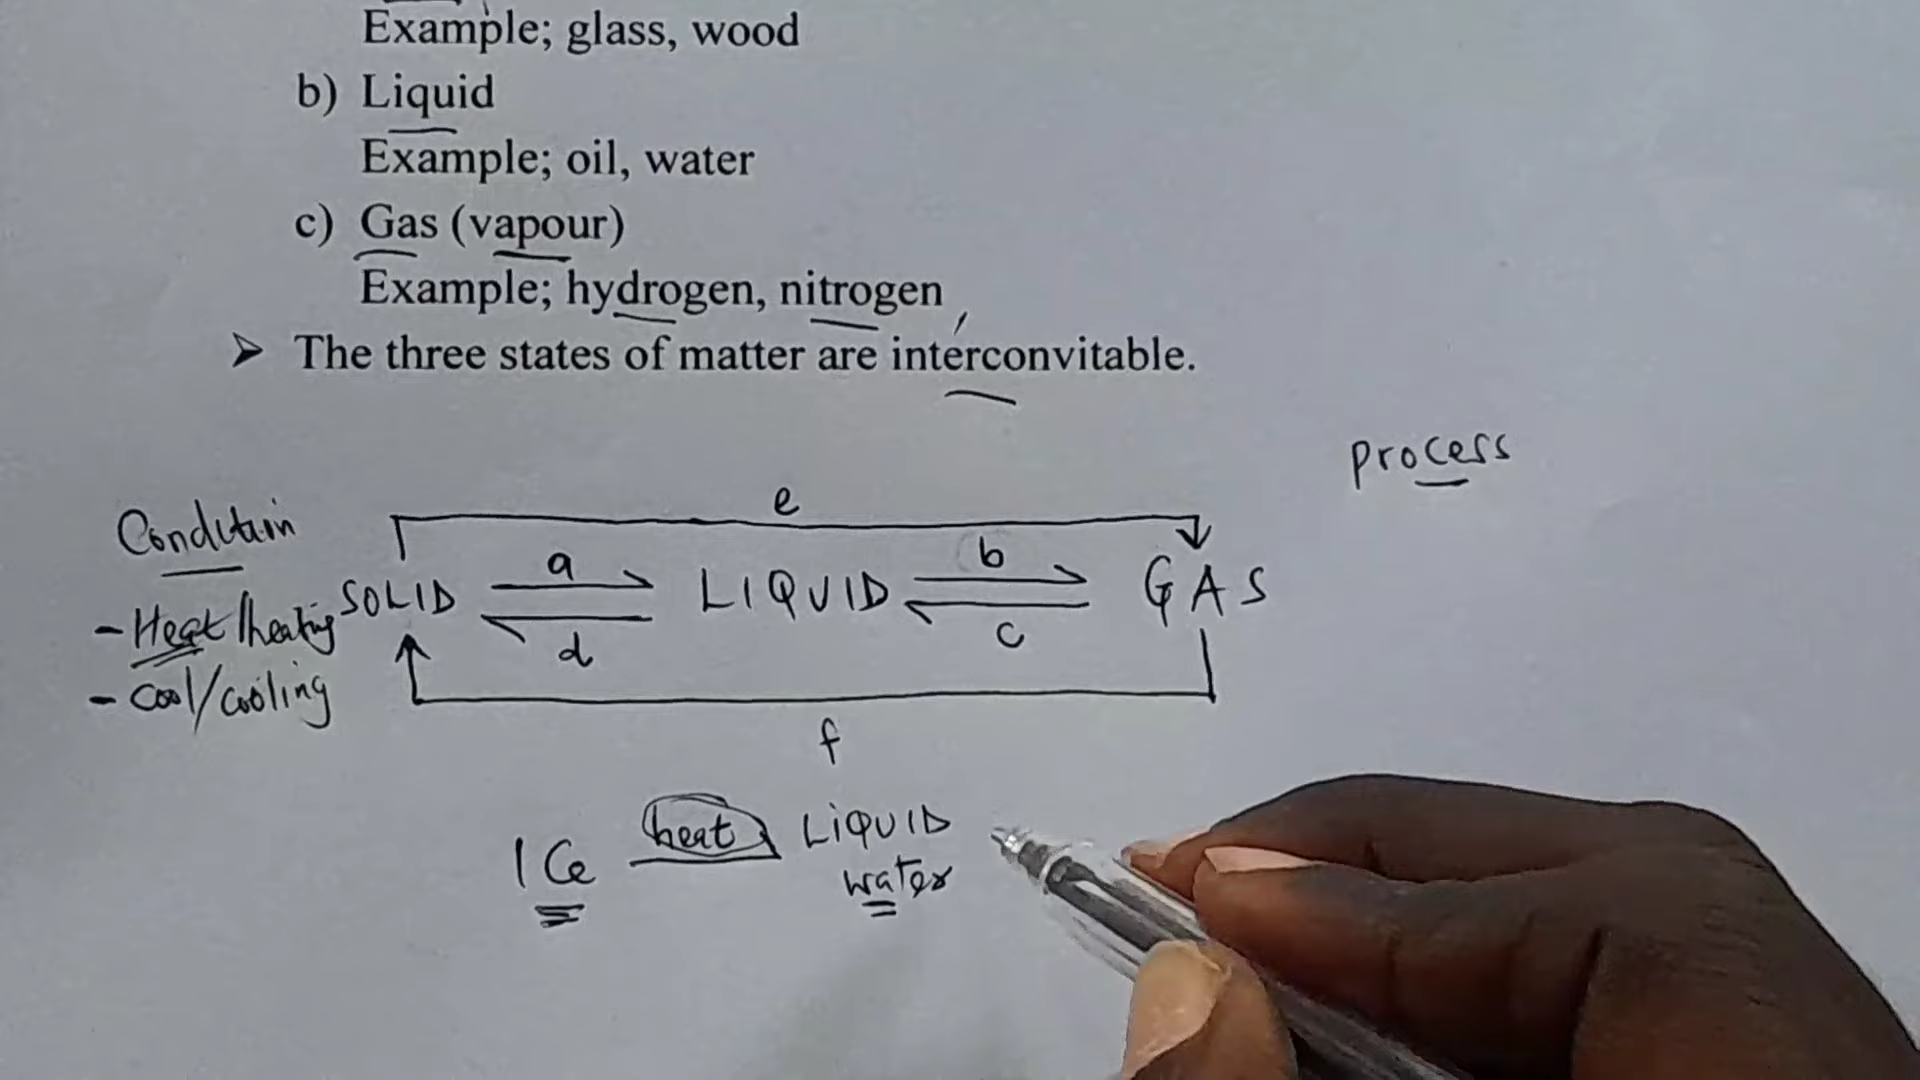 Example; glass, wood
b) Liquid
Example; oil, water
c) Gas (vapour)
Example; hydrogen, nitrogen,
➤ The three states of matter are interconvitable.
Process
Condition
e
a
b
SOLID
LIQUID
GAS
- Heat/heating
d
c
- Cool/cooling
f
ICe
heat
LIQUID
water